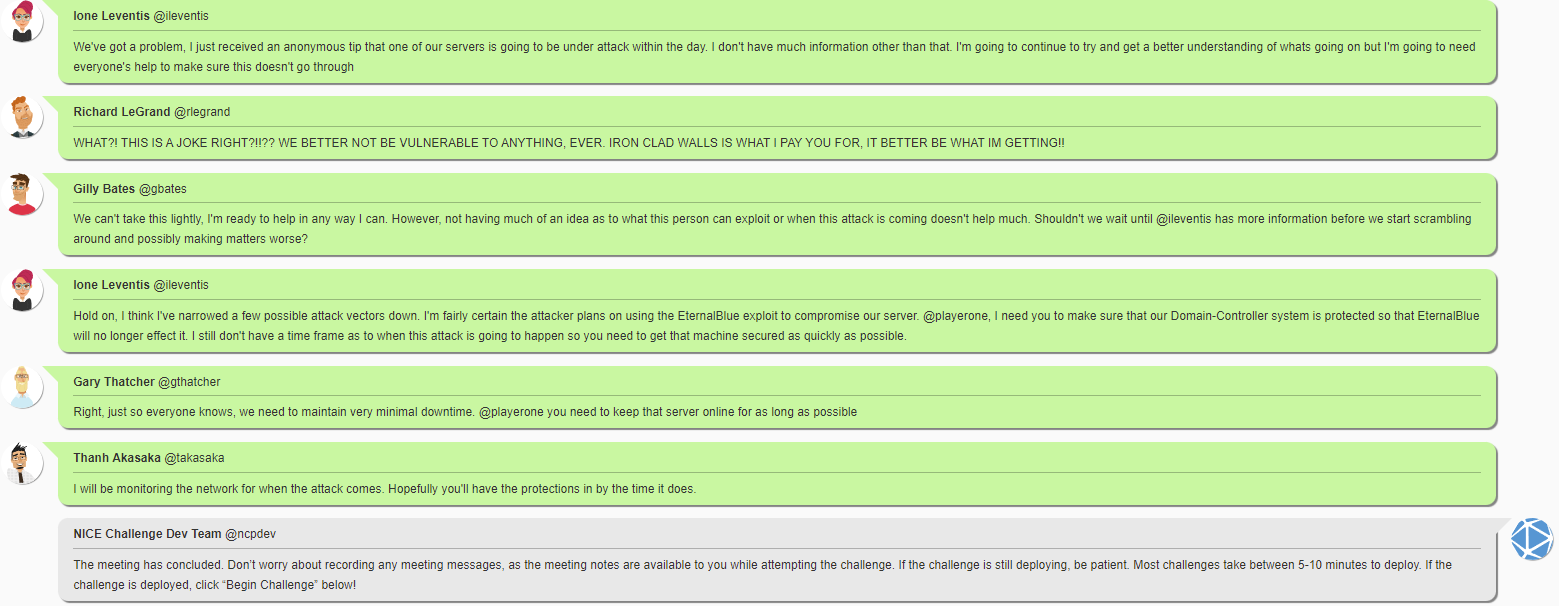 Ione Leventis @ileventis
We've got a problem, I just received an anonymous tip that one of our servers is going to be under attack within the day. I don't have much information other than that. I'm going to continue to try and get a better understanding of whats going on but I'm going to need
everyone's help to make sure this doesn't go through
Richard LeGrand @rlegrand
WHAT?! THIS IS A JOKE RIGHT?!!?? WE BETTER NOT BE VULNERABLE TO ANYTHING, EVER. IRON CLAD WALLS IS WHAT I PAY YOU FOR, IT BETTER BE WHAT IM GETTING!!
Gilly Bates @gbates
We can't take this lightly, I'm ready to help in any way I can. However, not having much of an idea as to what this person can exploit or when this attack is coming doesn't help much. Shouldn't we wait until @ileventis has more information before we start scrambling
around and possibly making matters worse?
Ione Leventis @ileventis
Hold on, I think I've narrowed a few possible attack vectors down. I'm fairly certain the attacker plans on using the EternalBlue exploit to compromise our server. @playerone, I need you to make sure that our Domain-Controller system is protected so that EternalBlue
will no longer effect it. I still don't have a time frame as to when this attack is going to happen so you need to get that machine secured as quickly as possible.
Gary Thatcher @gthatcher
Right, just so everyone knows, we need to maintain very minimal downtime. @playerone you need to keep that server online for as long as possible
Thanh Akasaka @takasaka
I will be monitoring the network for when the attack comes. Hopefully you'll have the protections in by the time it does.
NICE Challenge Dev Team @ncpdev
The meeting has concluded. Don’t worry about recording any meeting messages, as the meeting notes are available to you while attempting the challenge. If the challenge is still deploying, be patient. Most challenges take between 5-10 minutes to deploy. If the
challenge is deployed, click “Begin Challenge” below!